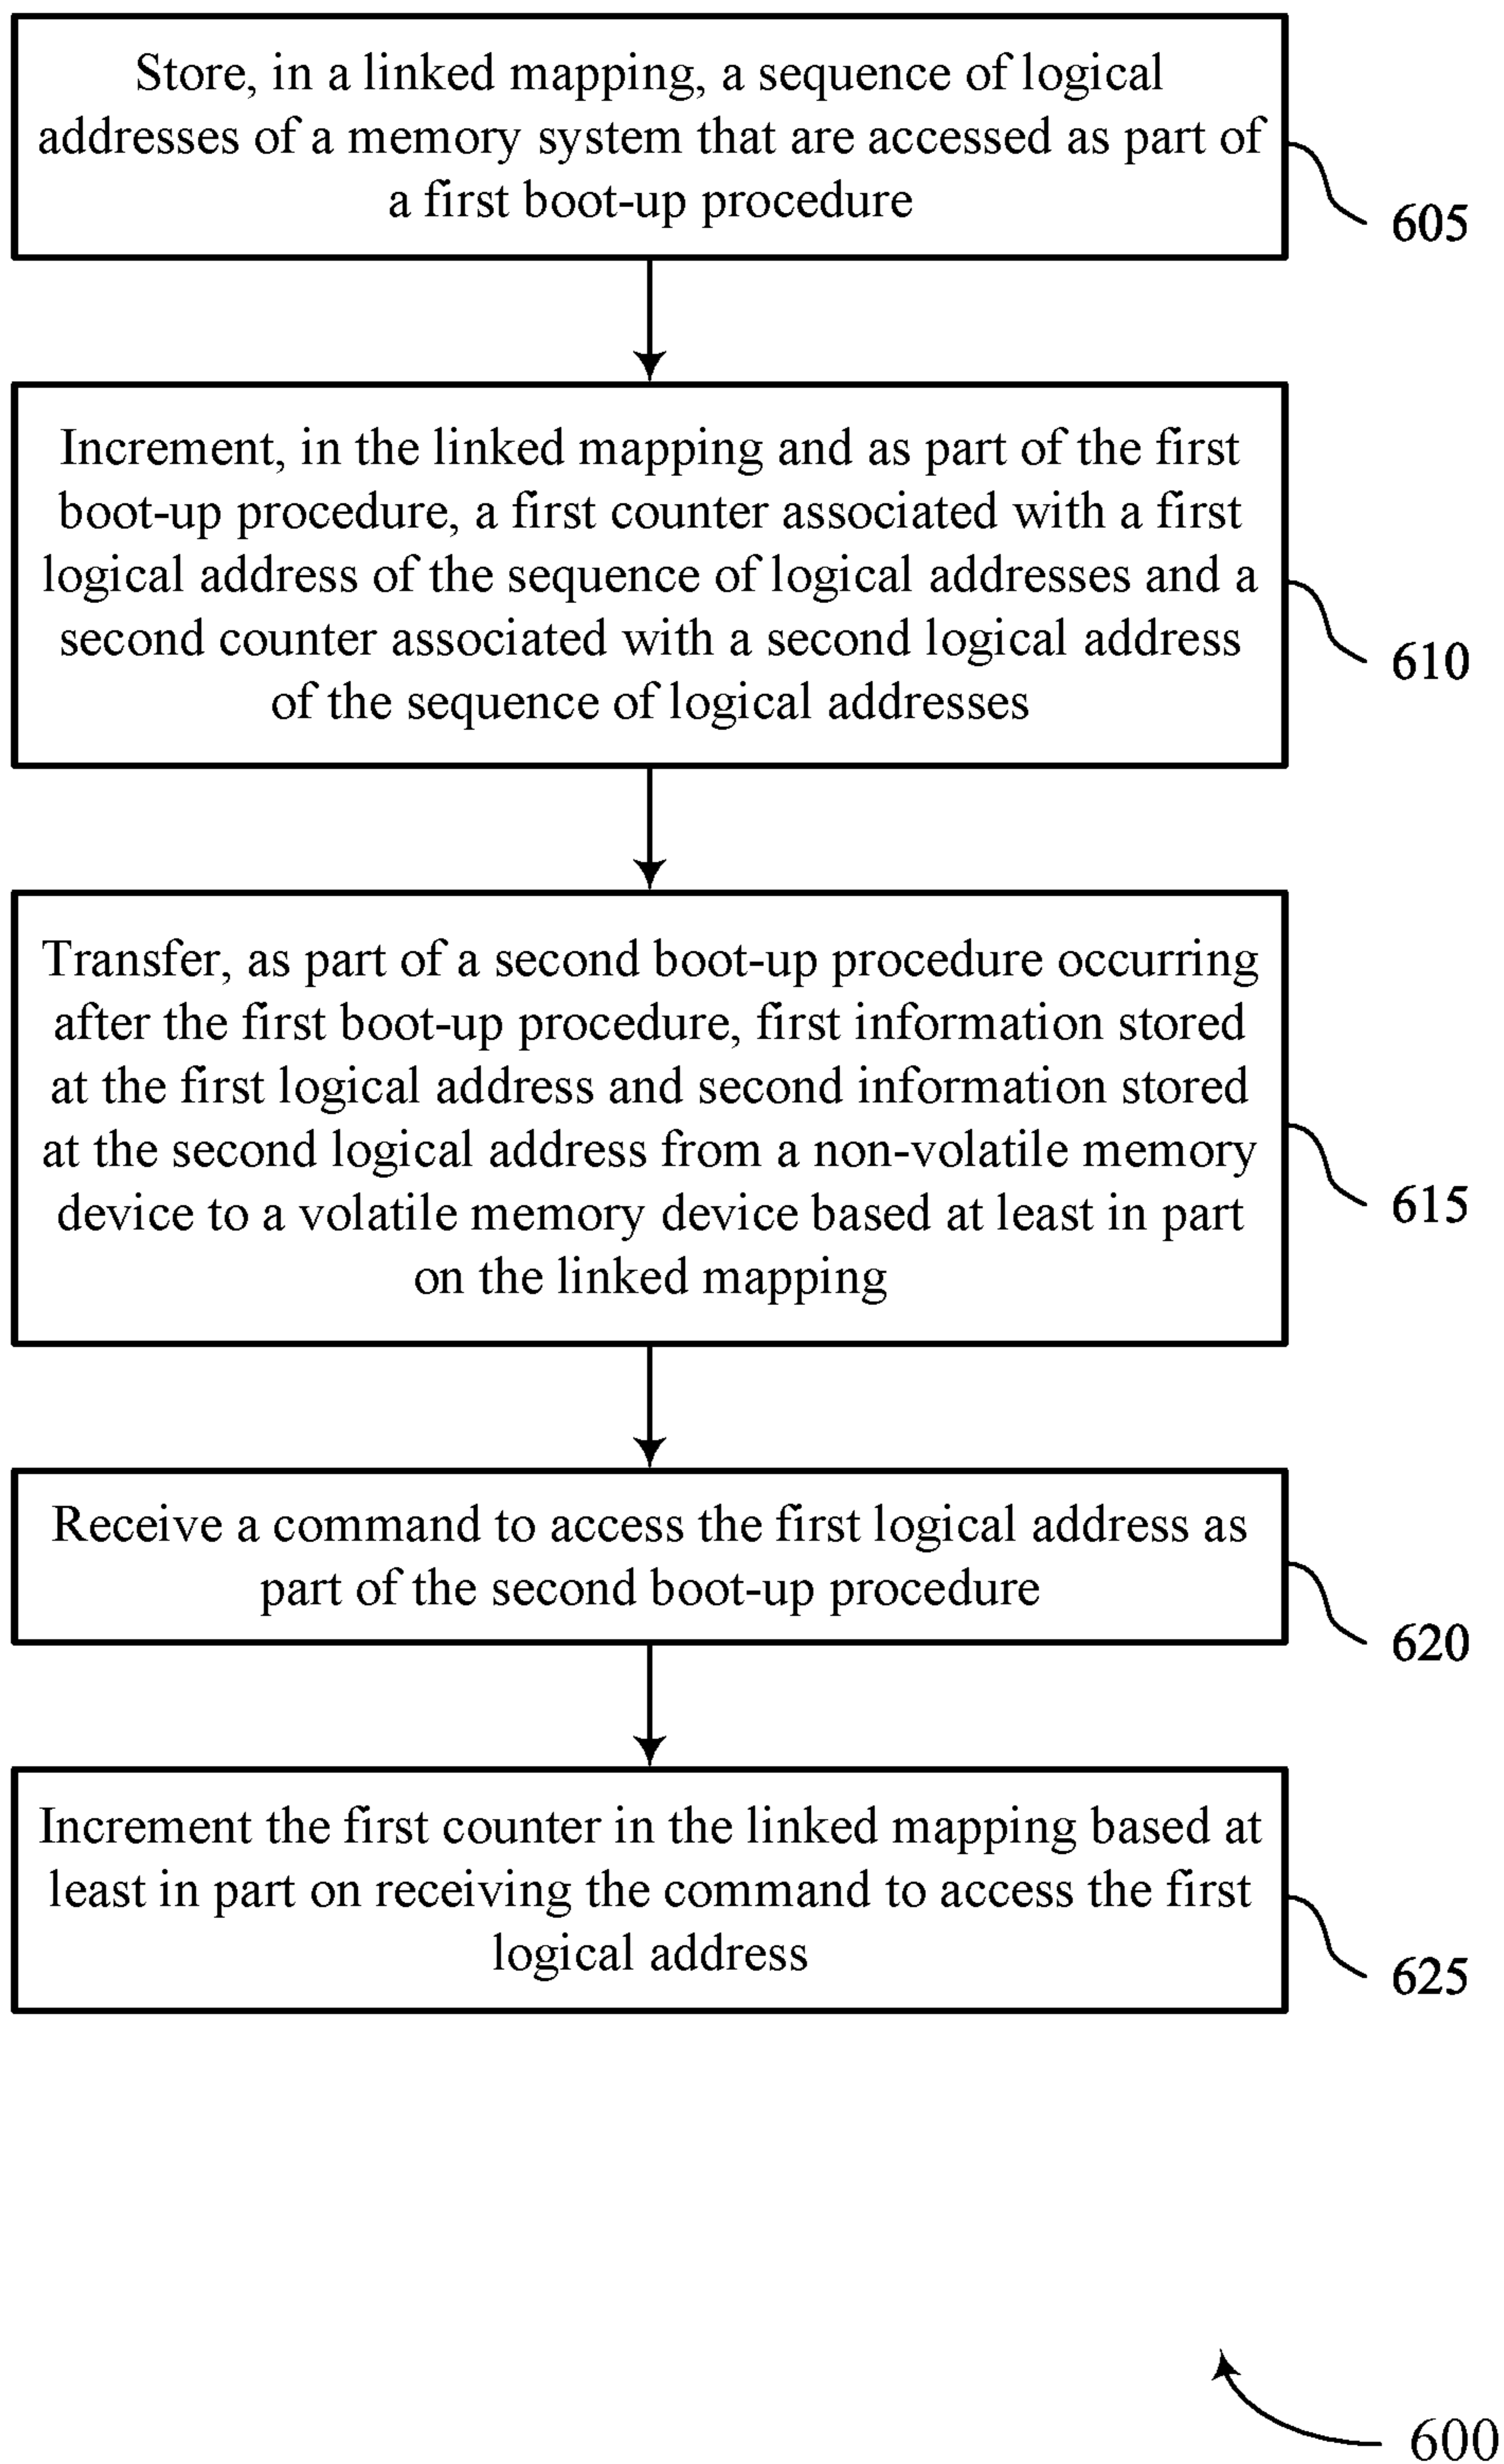 Store, in a linked mapping, a sequence of logical
addresses of a memory system that are accessed as part of
a first boot-up procedure
605
Increment, in the linked mapping and as part of the first
boot-up procedure, a first counter associated with a first
logical address of the sequence of logical addresses and a
second counter associated with a second logical address
of the sequence of logical addresses
610
Transfer, as part of a second boot-up procedure occurring
after the first boot-up procedure, first information stored
at the first logical address and second information stored
at the second logical address from a non-volatile memory
device to a volatile memory device based at least in part
on the linked mapping
615
Receive a command to access the first logical address as
part of the second boot-up procedure
620
Increment the first counter in the linked mapping based at
least in part on receiving the command to access the first
logical address
625
600